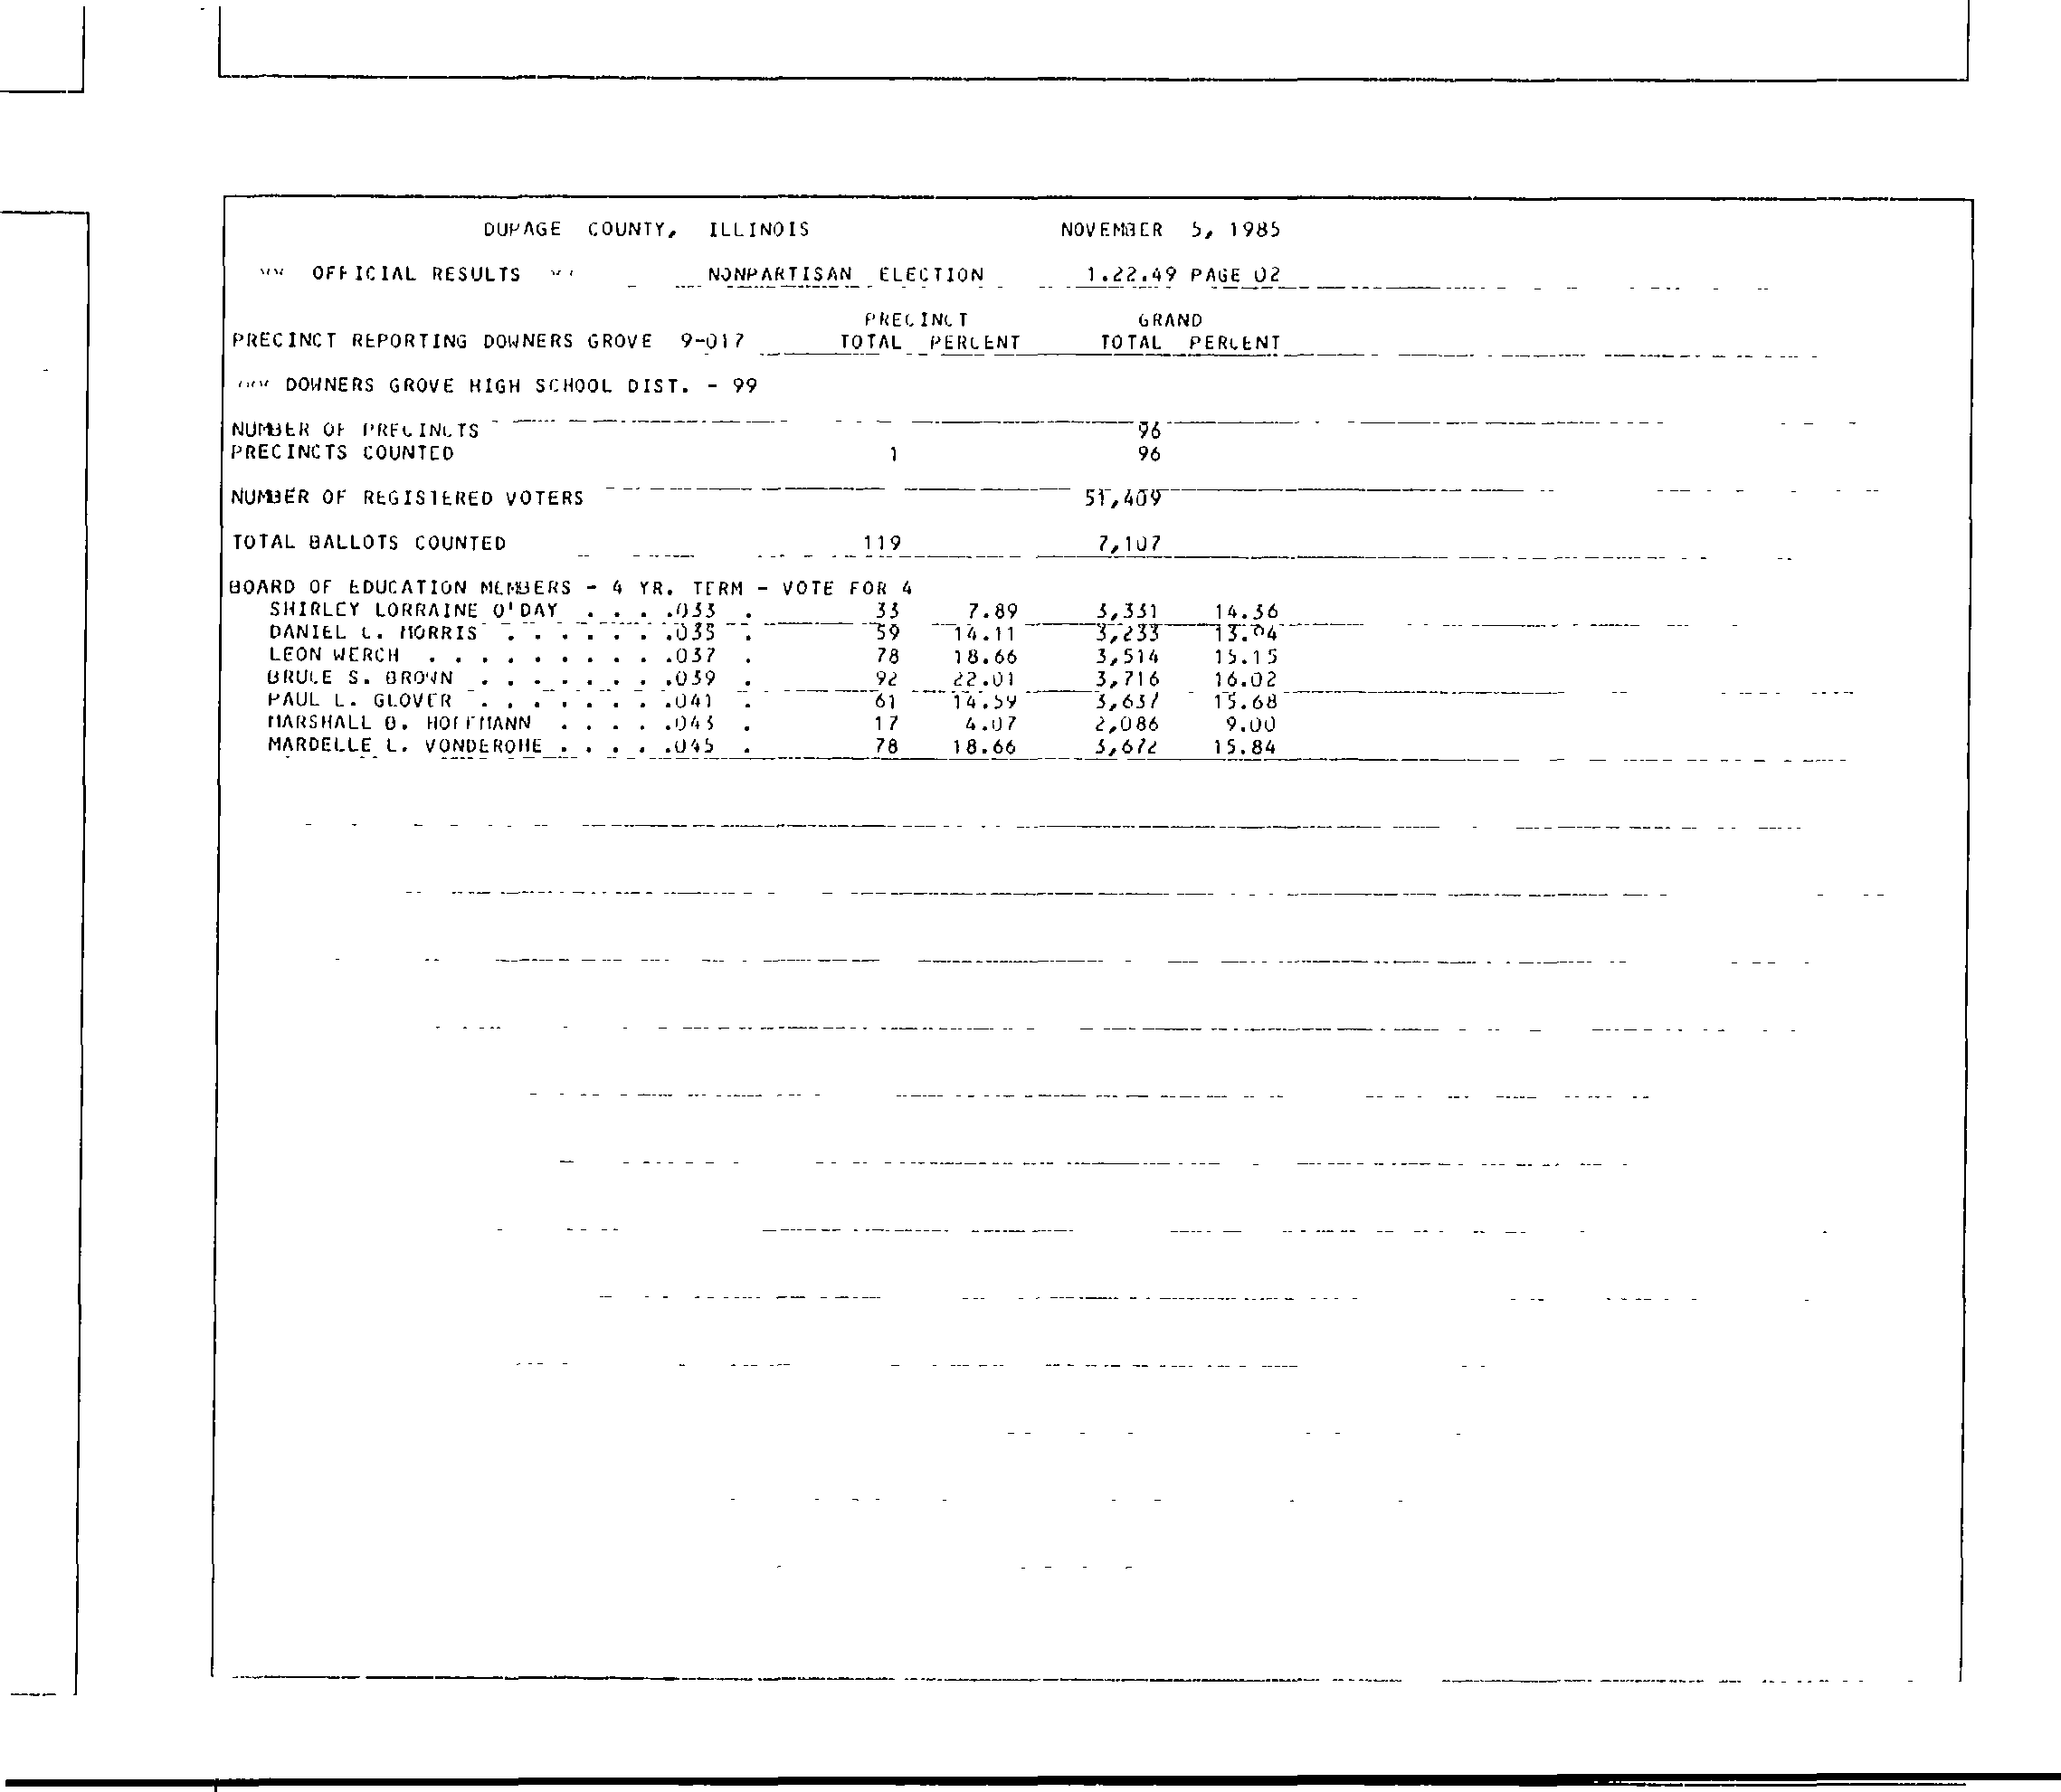 DUPAGE COUNTY, ILLINOIS NOVEMBER 5, 1985
*** OFFICIAL RESULTS *** NONPARTISAN ELECTION 1.22.49 PAGE 02
PRECINCT GRAND
PRECINCT REPORTING DOWNERS GROVE 9-017 TOTAL PERCENT TOTAL PERCENT
*** DOWNERS GROVE HIGH SCHOOL DIST. - 99
NUMBER OF PRECINCTS 96
PRECINCTS COUNTED 1 96
NUMBER OF REGISTERED VOTERS 51,409
TOTAL BALLOTS COUNTED 119 7,107
BOARD OF EDUCATION MEMBERS - 4 YR. TERM - VOTE FOR 4
SHIRLEY LORRAINE O'DAY . . . .033 . 33 7.89 3,331 14.36
DANIEL C. MORRIS . . . . . . .035 . 59 14.11 3,233 13.94
LEON WERCH . . . . . . . . . .037 . 78 18.66 3,514 15.15
BRUCE S. BROWN . . . . . . . .039 . 92 22.01 3,716 16.02
PAUL L. GLOVER . . . . . . . .041 . 61 14.59 3,637 15.68
MARSHALL B. HOFFMANN . . . . .043 . 17 4.07 2,086 9.00
MARDELLE L. VONDEROHE . . . . .045 . 78 18.66 3,672 15.84